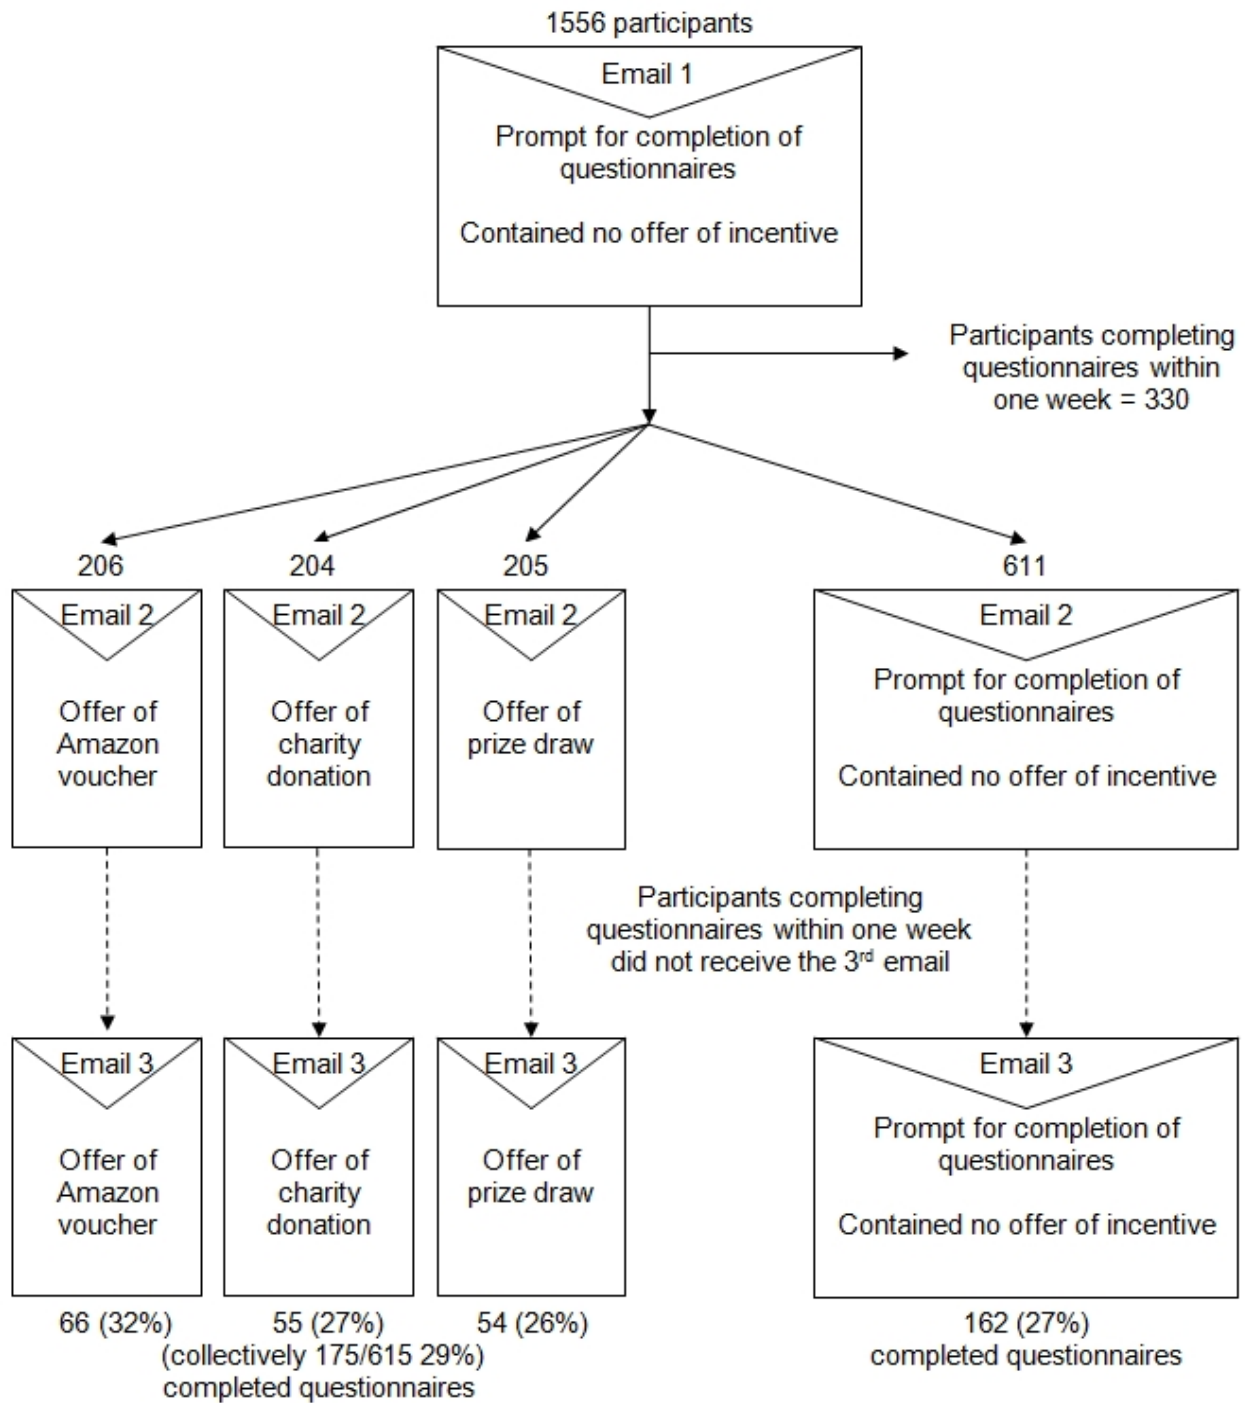 1556 participants
Email 1
Prompt for completion of
questionnaires
Contained no offer of incentive
Participants completing
questionnaires within
one week = 330
206
204
205
611
Email 2
Offer of
Amazon
voucher
Email 2
Offer of
charity
donation
Email 2
Offer of
prize draw
Email 2
Prompt for completion of
questionnaires
Contained no offer of incentive
Participants completing
questionnaires within one week
did not receive the 3rd email
Email 3
Offer of
Amazon
voucher
Email 3
Offer of
charity
donation
Email 3
Offer of
prize draw
Email 3
Prompt for completion of
questionnaires
Contained no offer of incentive
66 (32%)
55 (27%)
54 (26%)
(collectively 175/615 29%)
completed questionnaires
162 (27%)
completed questionnaires